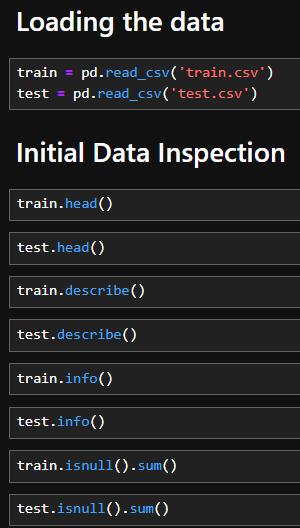 Loading the data
train = pd.read_csv('train.csv')
test = pd.read_csv('test.csv')
Initial Data Inspection
train.head()
test.head()
train.describe()
test.describe()
train.info()
test.info()
train.isnull().sum()
test.isnull().sum()